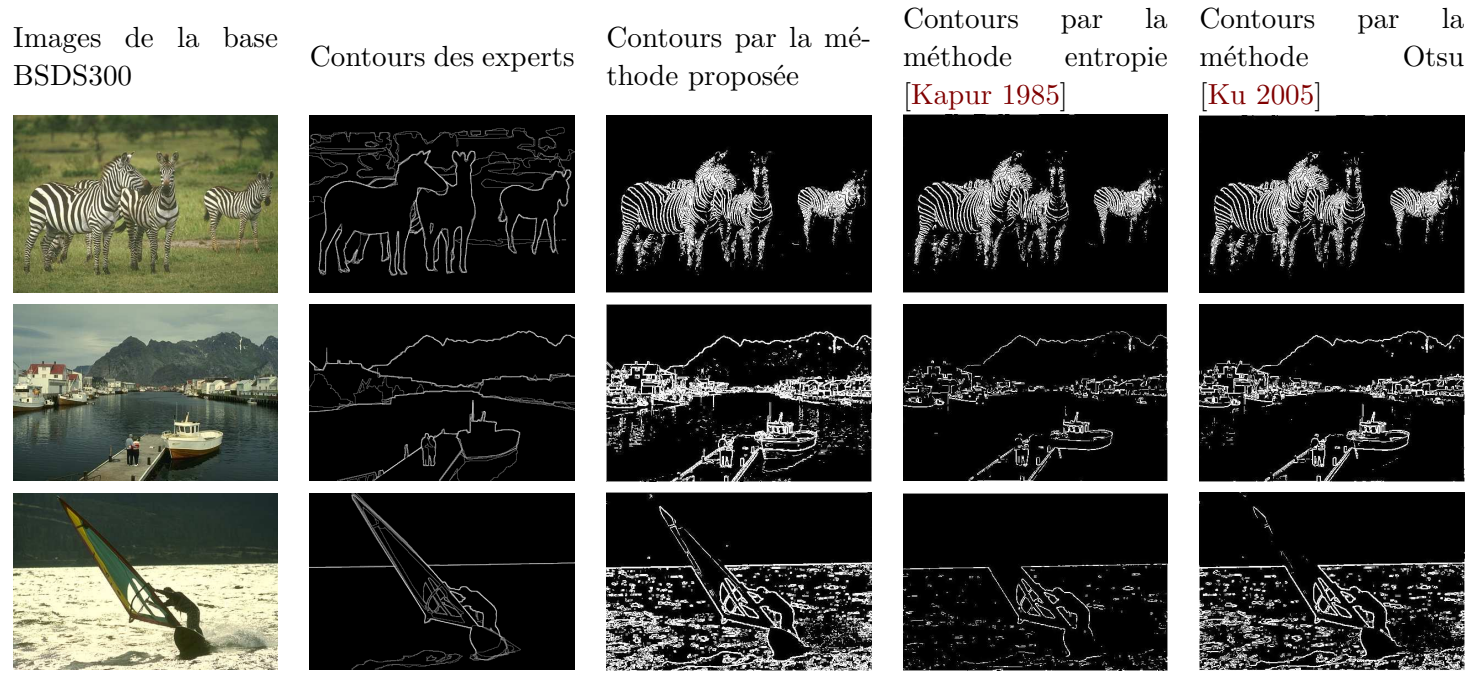 Images de la base
BSDS300
Contours des experts
Contours par la mé-
thode proposée
Contours par la
méthode entropie
[Kapur 1985]
Contours par la
méthode Otsu
[Ku 2005]